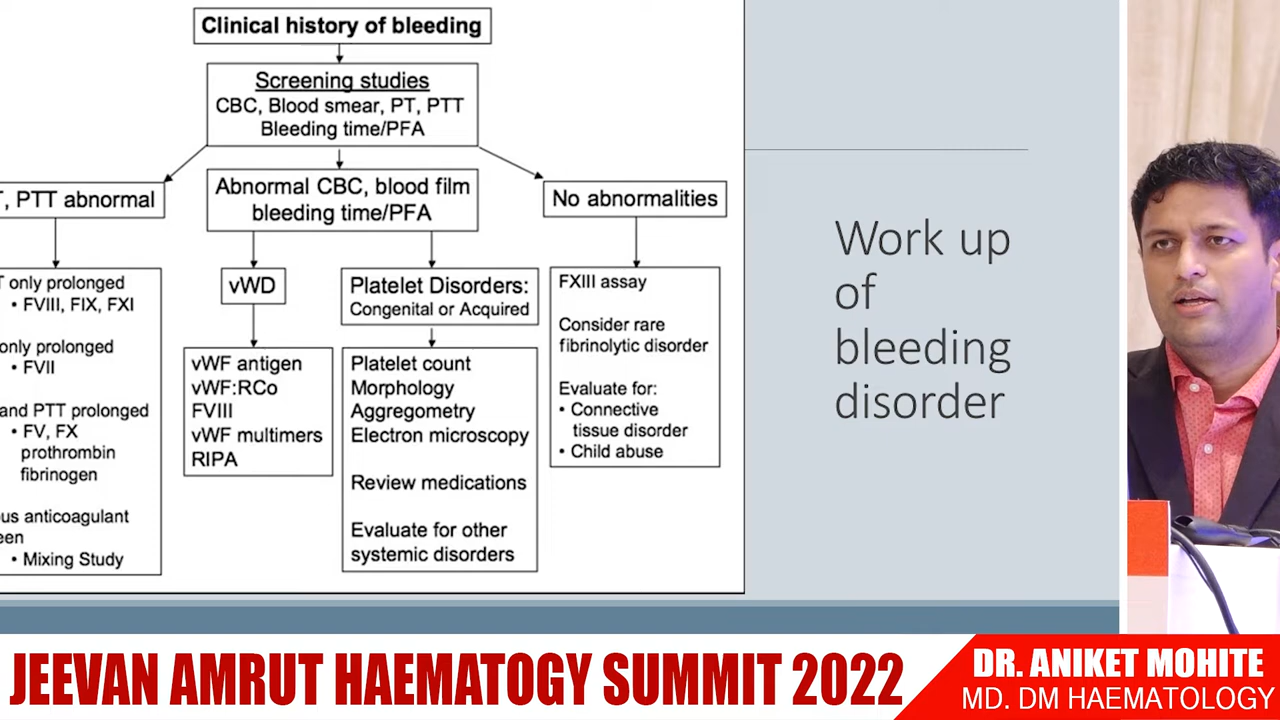 Clinical history of bleeding
Screening studies
CBC, Blood smear, PT, PTT
Bleeding time/PFA
PTT abnormal
Abnormal CBC, blood film
bleeding time/PFA
No abnormalities
only prolonged
• FVIII, FIX, FXI
only prolonged
• FVII
and PTT prolonged
• FV, FX
prothrombin
fibrinogen
anticoagulant
• Mixing Study
vWD
vWF antigen
vWF:RCo
FVIII
vWF multimers
RIPA
Platelet Disorders:
Congenital or Acquired
Platelet count
Morphology
Aggregometry
Electron microscopy
Review medications
Evaluate for other
systemic disorders
FXIII assay
Consider rare
fibrinolytic disorder
Evaluate for:
• Connective
tissue disorder
• Child abuse
Work up
of
bleeding
disorder
JEEVAN AMRUT HAEMATOGY SUMMIT 2022
DR. ANIKET MOHITE
MD. DM HAEMATOLOGY